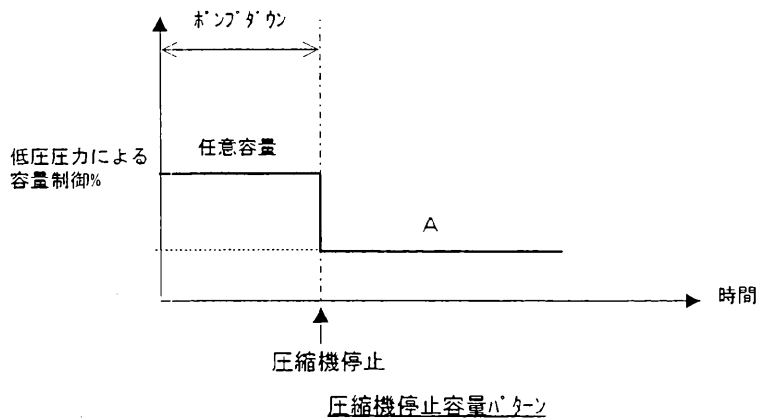 ﾎﾟﾝﾌﾟﾀﾞｳﾝ
低圧圧力による
容量制御%
任意容量
A
時間
圧縮機停止
圧縮機停止容量ﾊﾟﾀｰﾝ